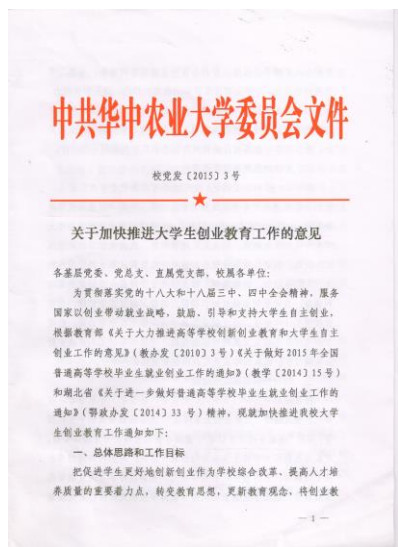 中共华中农业大学委员会文件
校党发〔2015〕3号
关于加快推进大学生创业教育工作的意见
各基层党委、党总支、直属党支部、校属各单位:
为贯彻落实党的十八大和十八届三中、四中全会精神，服务
国家以创业带动就业战略，鼓励、引导和支持大学生自主创业，
根据教育部《关于大力推进高等学校创新创业教育和大学生自主
创业工作的意见》（教办发〔2010〕3号）《关于做好2015年全国
普通高等学校毕业生就业创业工作的通知》（教学〔2014〕15号）
和湖北省《关于进一步做好普通高等学校毕业生就业创业工作的
通知》（鄂政办发〔2014〕33 号）精神，现就加快推进我校大学
生创业教育工作通知如下:
一、总体思路和工作目标
把促进学生更好地创新创业作为学校综合改革、提高人才培
养质量的重要着力点，转变教育思想，更新教育观念，将创业教
— 1 —